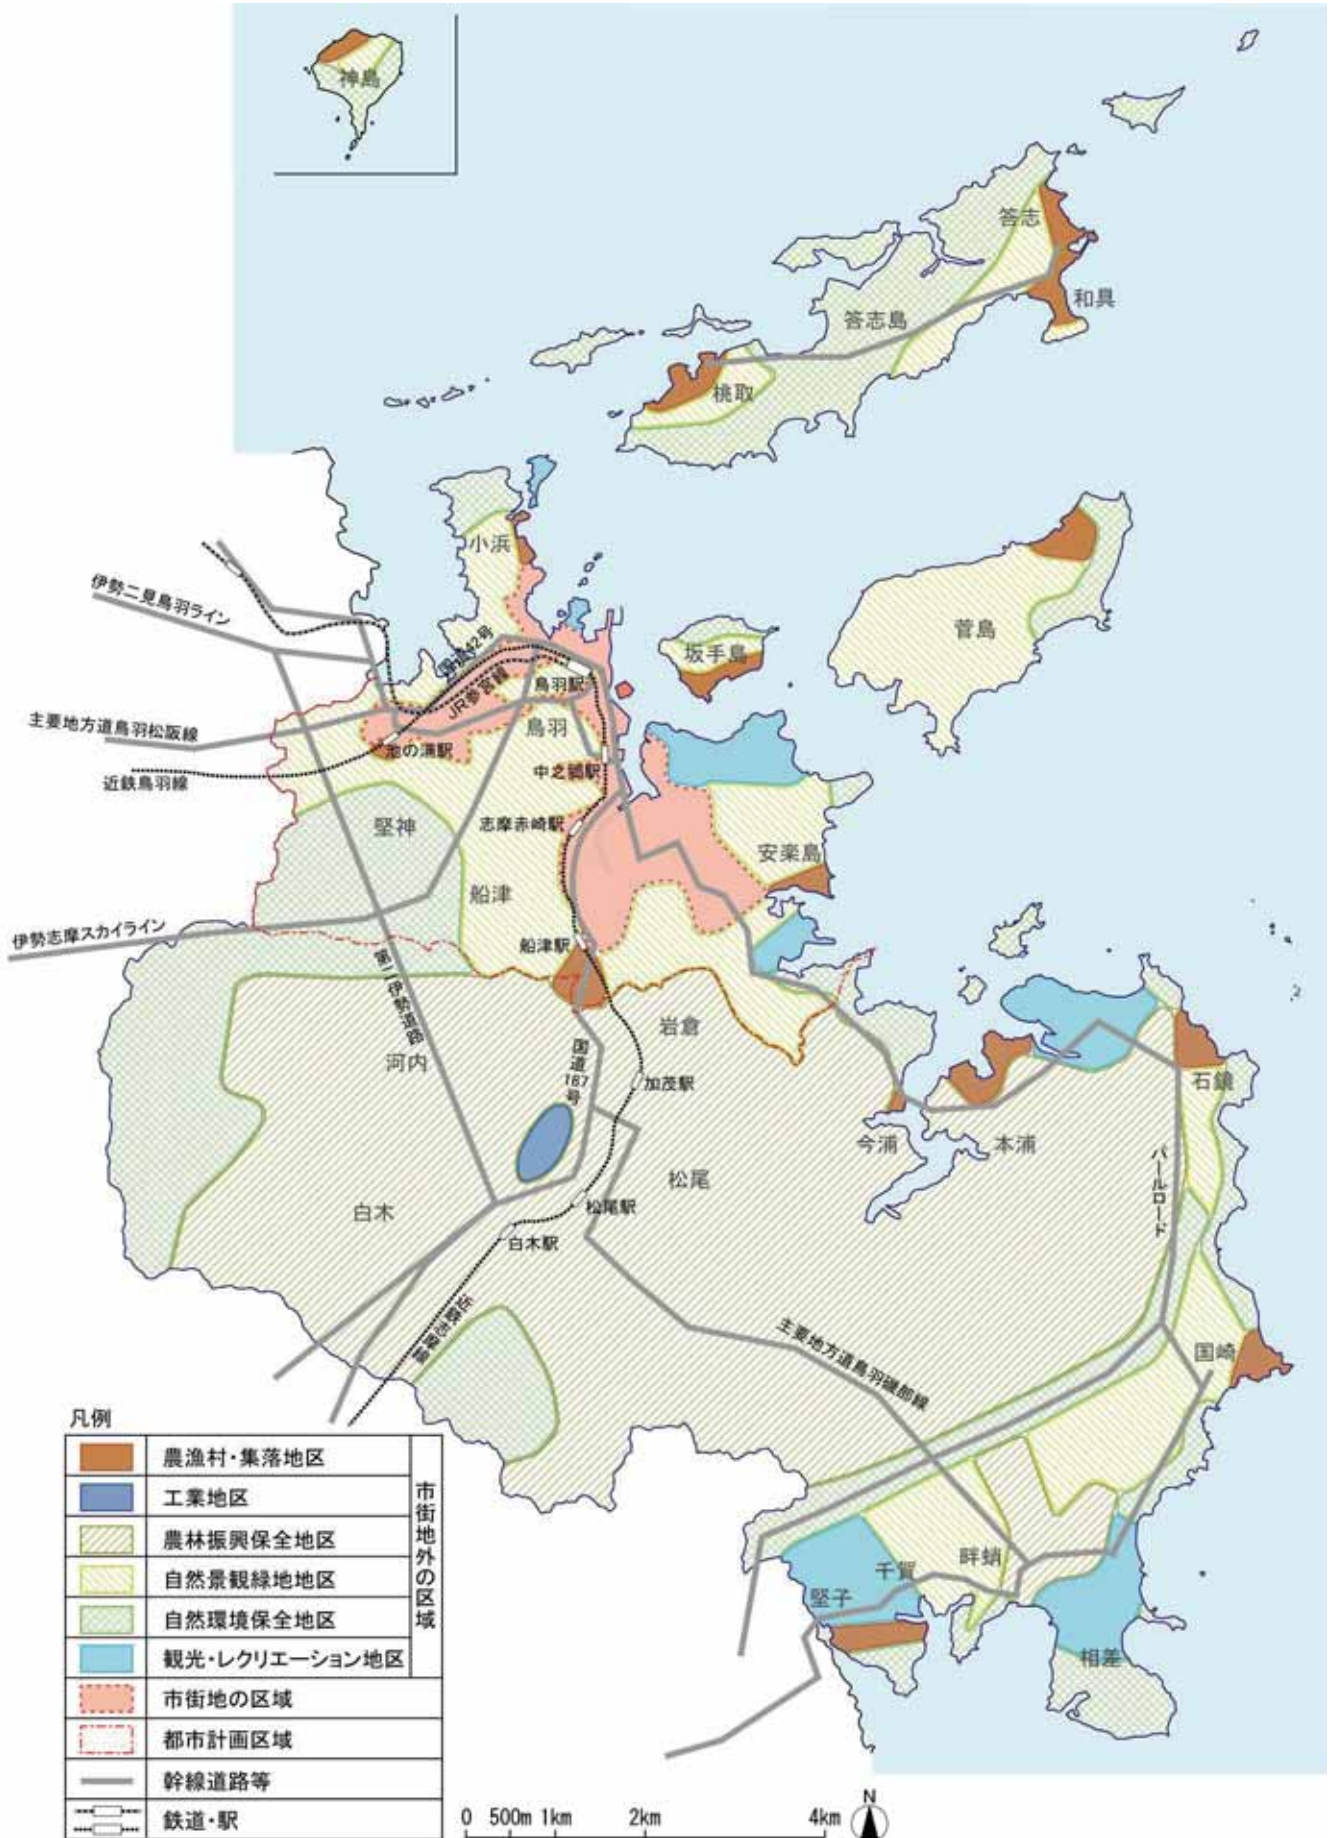 神島
答志
和具
答志島
桃取
小浜
伊勢二見鳥羽ライン
国道42号
菅島
坂手島
JR参宮線
鳥羽駅
主要地方道鳥羽松阪線
鳥羽
池の浦駅
近鉄鳥羽線
中之郷駅
堅神
志摩赤崎駅
安楽島
船津
伊勢志摩スカイライン
船津駅
第二伊勢道路
岩倉
河内
国道167号
加茂駅
石鏡
今浦
本浦
パールロード
松尾
白木
松尾駅
白木駅
近鉄志摩線
主要地方道鳥羽磯部線
国崎
畔蛸
千賀
堅子
相差
凡例
農漁村・集落地区
工業地区
農林振興保全地区
自然景観緑地地区
自然環境保全地区
観光・レクリエーション地区
市街地外の区域
市街地の区域
都市計画区域
幹線道路等
鉄道・駅
0 500m 1km 2km 4km
N